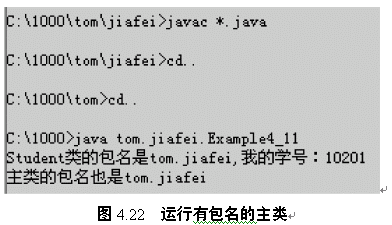 C:\1000\tom\jiafei>javac *.java
C:\1000\tom\jiafei>cd..
C:\1000\tom>cd..
C:\1000>java tom.jiafei.Example4_11
Student类的包名是tom.jiafei,我的学号：10201
主类的包名也是tom.jiafei
图 4.22 运行有包名的主类